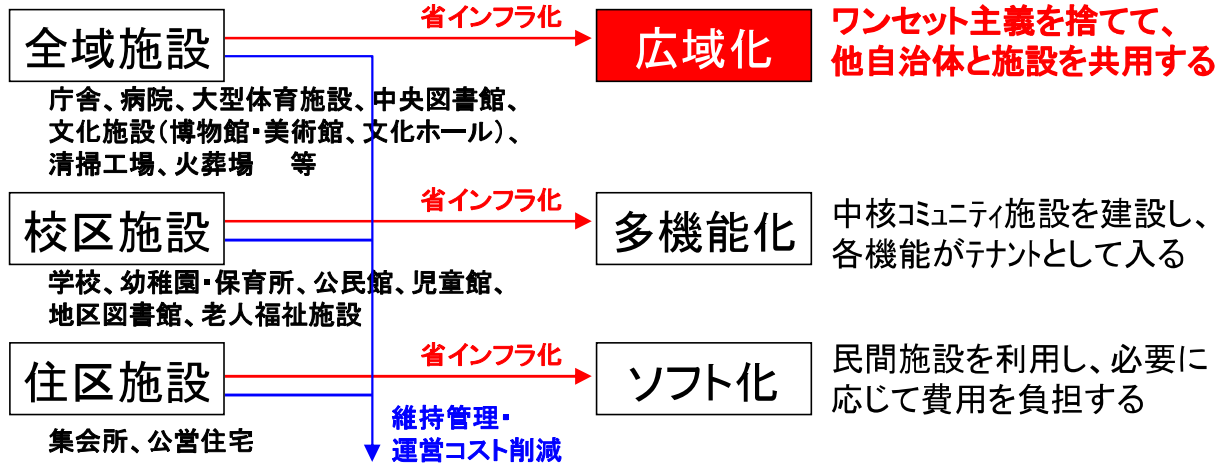 全域施設
省インフラ化
広域化
ワンセット主義を捨てて、
他自治体と施設を共用する
庁舎、病院、大型体育施設、中央図書館、
文化施設（博物館・美術館、文化ホール）、
清掃工場、火葬場　等
校区施設
省インフラ化
多機能化
中核コミュニティ施設を建設し、
各機能がテナントとして入る
学校、幼稚園・保育所、公民館、児童館、
地区図書館、老人福祉施設
住区施設
省インフラ化
ソフト化
民間施設を利用し、必要に
応じて費用を負担する
集会所、公営住宅
維持管理・
運営コスト削減